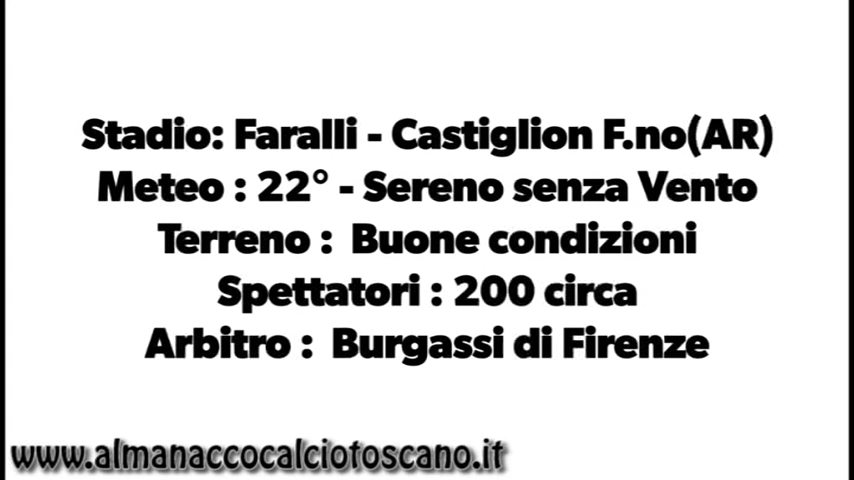 Stadio: Faralli - Castiglion F.no(AR)
Meteo : 22° - Sereno senza Vento
Terreno : Buone condizioni
Spettatori : 200 circa
Arbitro : Burgassi di Firenze
www.almanaccocalciotoscano.it